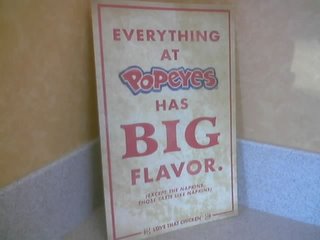 EVERYTHING
AT
POPEYES
HAS
BIG
FLAVOR.
(EXCEPT THE NAPKINS.
THOSE TASTE LIKE NAPKINS)
LOVE THAT CHICKEN